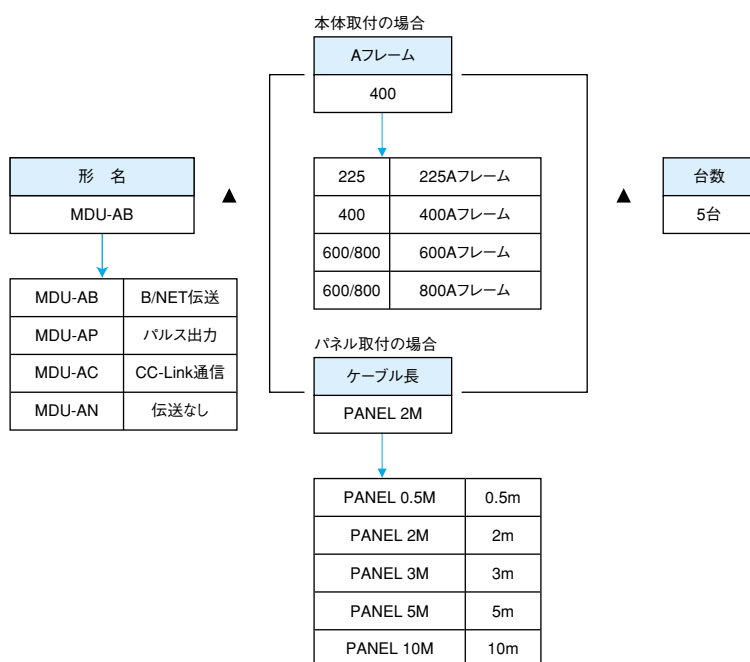 本体取付の場合
Aフレーム
400
形 名
MDU-AB
▲
225 225Aフレーム
400 400Aフレーム
600/800 600Aフレーム
600/800 800Aフレーム
▲
台数
5台
MDU-AB B/NET伝送
MDU-AP パルス出力
MDU-AC CC-Link通信
MDU-AN 伝送なし
パネル取付の場合
ケーブル長
PANEL 2M
PANEL 0.5M 0.5m
PANEL 2M 2m
PANEL 3M 3m
PANEL 5M 5m
PANEL 10M 10m